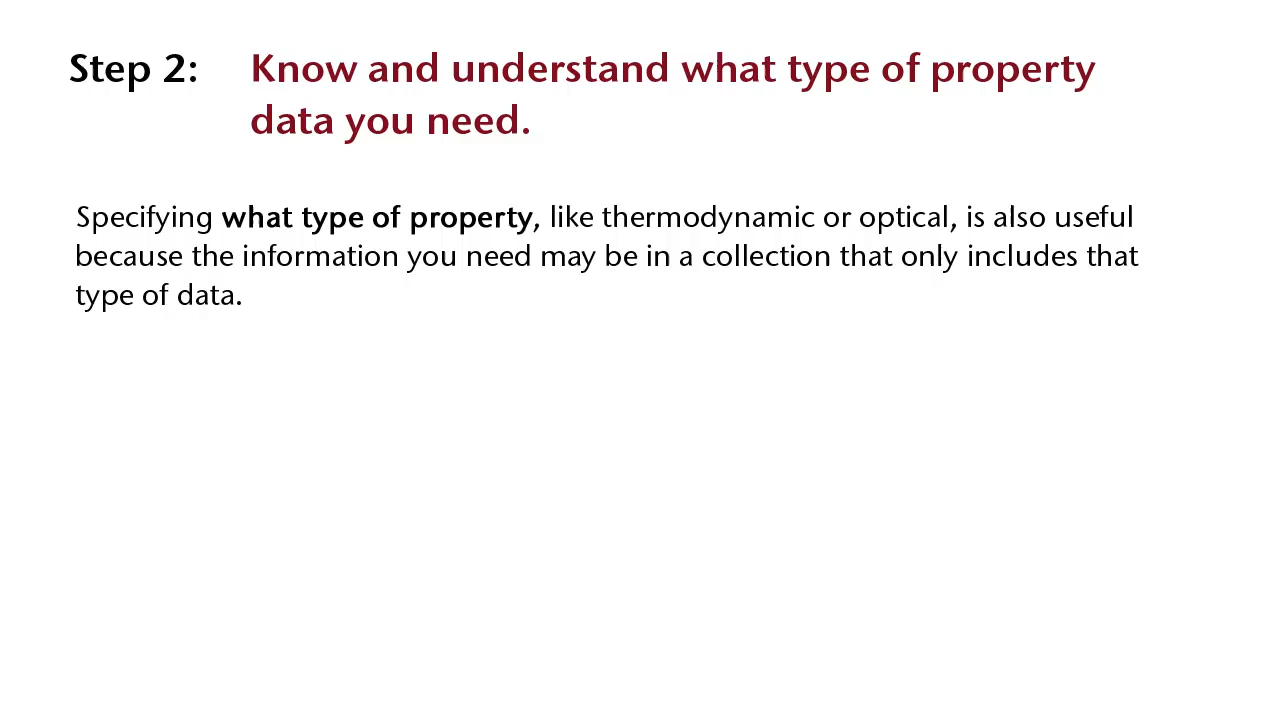 Step 2: Know and understand what type of property
data you need.
Specifying what type of property, like thermodynamic or optical, is also useful
because the information you need may be in a collection that only includes that
type of data.